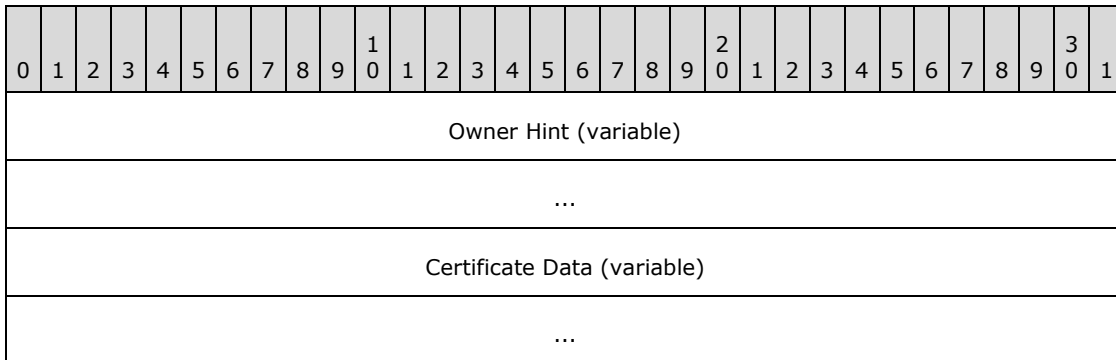 1 2 3
0 1 2 3 4 5 6 7 8 9 0 1 2 3 4 5 6 7 8 9 0 1 2 3 4 5 6 7 8 9 0 1
Owner Hint (variable)
...
Certificate Data (variable)
...